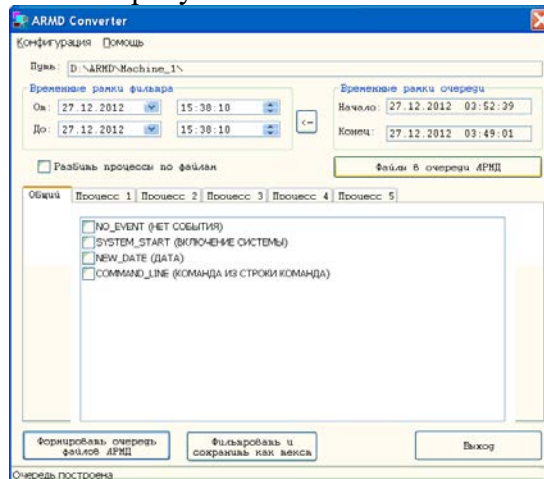 ARMD Converter
Конфигурация Помощь
Путь: D:\ARMD\Machine_1\
Временные рамки фильтра
От: 27.12.2012 15:38:10
До: 27.12.2012 15:38:10
<-
Временные рамки очереди
Начало: 27.12.2012 03:52:39
Конец: 27.12.2012 03:49:01
Разбить процессы по файлам
Файлы в очереди АРМД
Общий Процесс 1 Процесс 2 Процесс 3 Процесс 4 Процесс 5
NO_EVENT (НЕТ СОБЫТИЯ)
SYSTEM_START (ВКЛЮЧЕНИЕ СИСТЕМЫ)
NEW_DATE (ДАТА)
COMMAND_LINE (КОМАНДА ИЗ СТРОКИ КОМАНДА)
Формировать очередь
файлов АРМД
Фильтровать и
сохранить как текст
Выход
Очередь построена